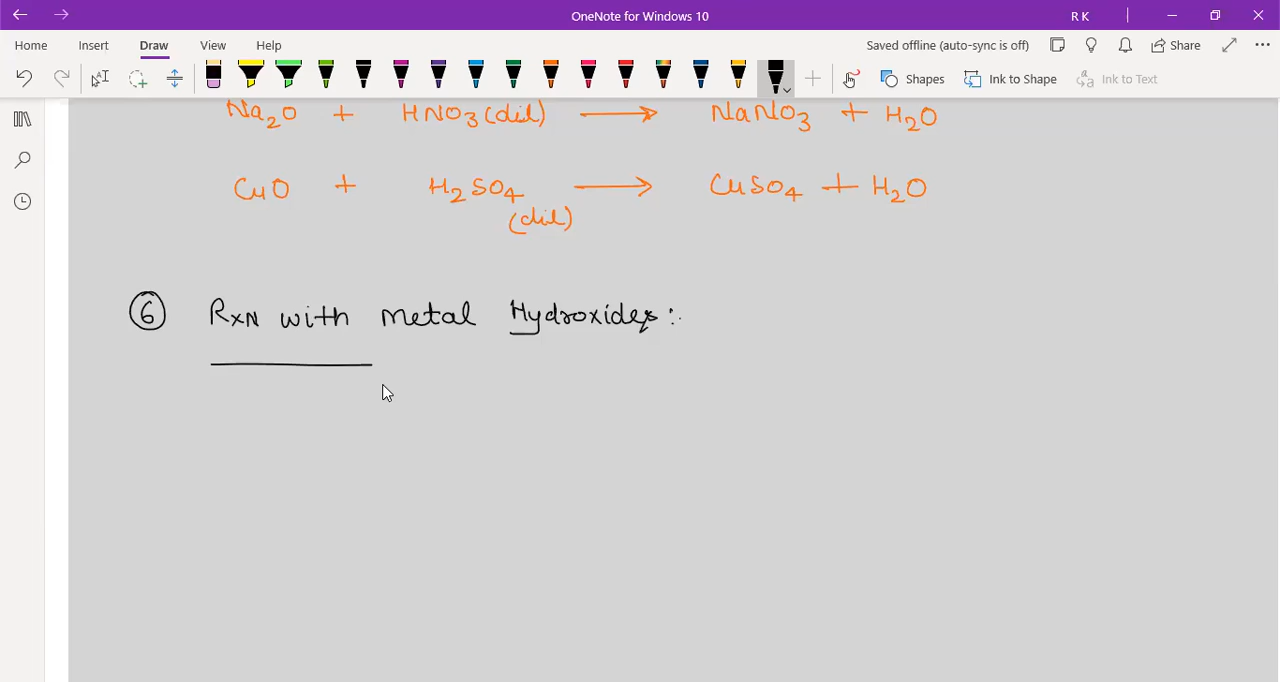 OneNote for Windows 10
R K
Home Insert Draw View Help
Saved offline (auto-sync is off)
Share
Shapes
Ink to Shape
Ink to Text
Na2O + HNO3 (dil) ⟶ NaNO3 + H2O
CuO + H2SO4 ⟶ CuSO4 + H2O
(dil)
6 RxN with metal Hydroxides: